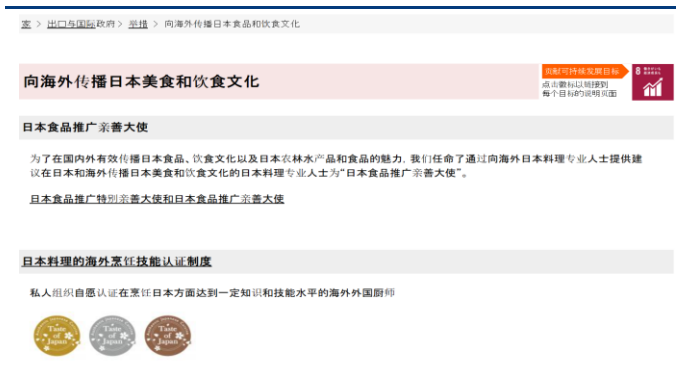 家 > 出口与国际政府 > 举措 > 向海外传播日本食品和饮食文化
向海外传播日本美食和饮食文化
贡献可持续发展目标
点击徽标以链接到
每个目标的说明页面
8
日本食品推广亲善大使
为了在国内外有效传播日本食品、饮食文化以及日本农林水产品和食品的魅力, 我们任命了通过向海外日本料理专业人士提供建
议在日本和海外传播日本美食和饮食文化的日本料理专业人士为“日本食品推广亲善大使”。
日本食品推广特别亲善大使和日本食品推广亲善大使
日本料理的海外烹饪技能认证制度
私人组织自愿认证在烹饪日本方面达到一定知识和技能水平的海外外国厨师
Taste of Japan
Taste of Japan
Taste of Japan